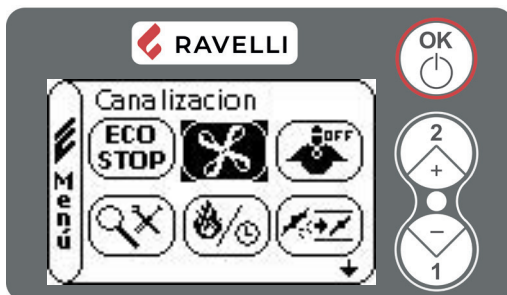 RAVELLI
OK
Canalizacion
Menú
ECO
STOP
OFF
2
+
−
1